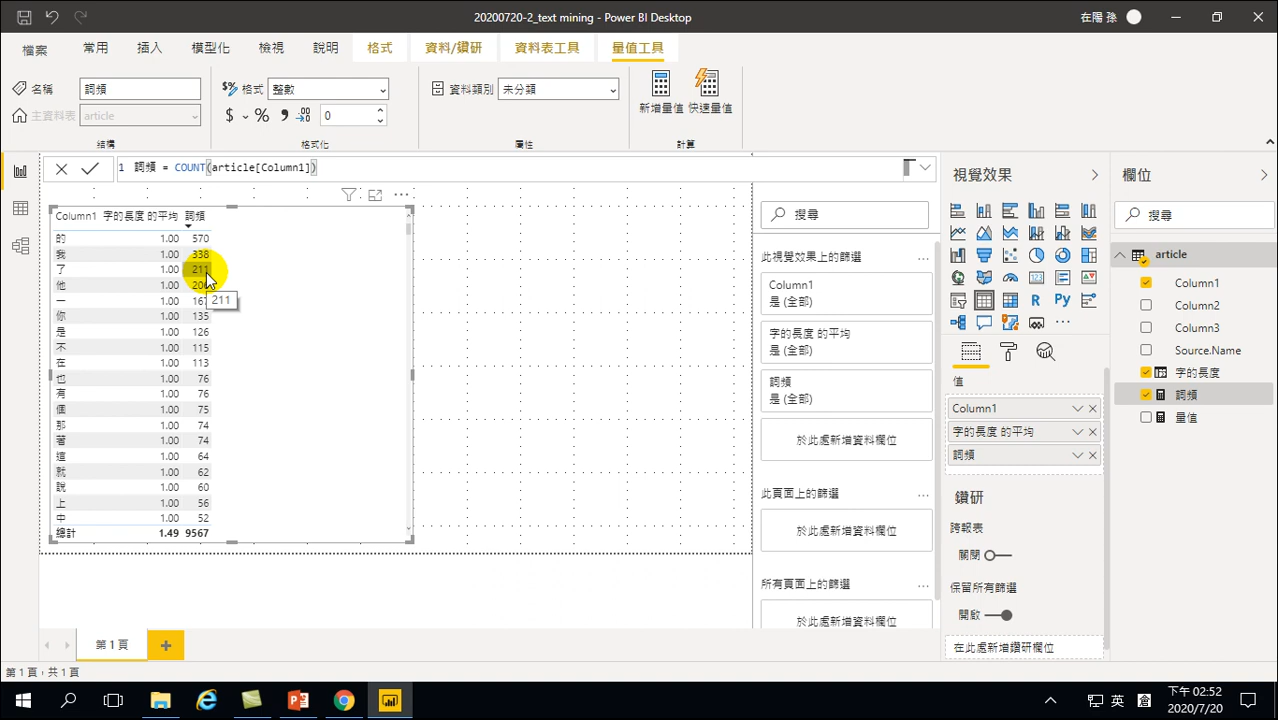 20200720-2_text mining - Power BI Desktop
在陽 孫
檔案 常用 插入 模型化 檢視 說明 格式 資料/鑽研 資料表工具 量值工具
名稱 詞頻
主資料表 article
結構
格式 整數
$ % 0
格式化
資料類別 未分類
屬性
新增量值 快速量值
計算
1 詞頻 = COUNT(article[Column1])
Column1 字的長度 的平均 詞頻
的 1.00 570
我 1.00 338
了 1.00 211
他 1.00
一 1.00
211
你 1.00 135
是 1.00 126
不 1.00 115
在 1.00 113
也 1.00 76
有 1.00 76
個 1.00 75
那 1.00 74
著 1.00 74
這 1.00 64
就 1.00 62
說 1.00 60
上 1.00 56
中 1.00 52
總計 1.49 9567
搜尋
此視覺效果上的篩選
Column1
是 (全部)
字的長度 的平均
是 (全部)
詞頻
是 (全部)
於此處新增資料欄位
此頁面上的篩選
於此處新增資料欄位
所有頁面上的篩選
於此處新增資料欄位
視覺效果
R Py
值
Column1
字的長度 的平均
詞頻
鑽研
跨報表
關閉
保留所有篩選
開啟
在此處新增鑽研欄位
欄位
搜尋
article
Column1
Column2
Column3
Source.Name
字的長度
詞頻
量值
第 1 頁
第 1 頁，共 1 頁
英
下午 02:52
2020/7/20